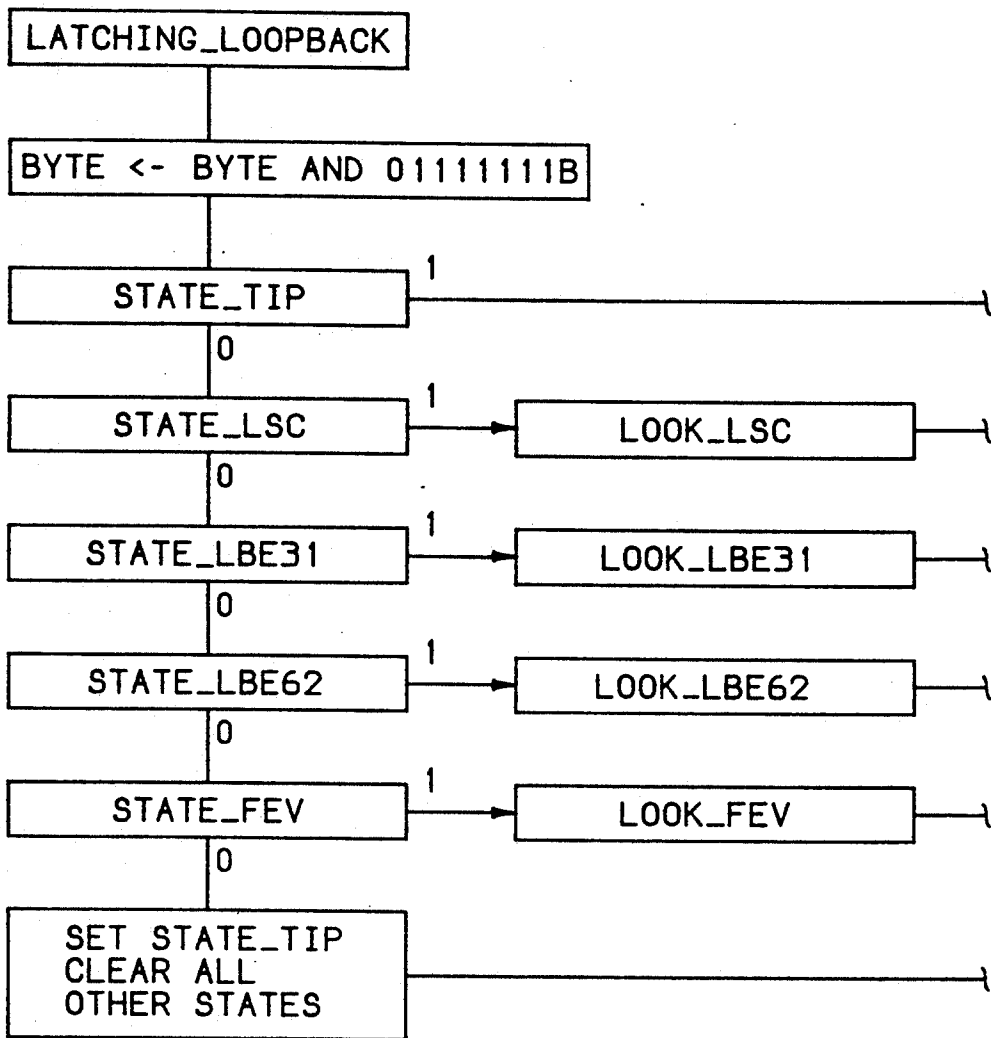 LATCHING_LOOPBACK
BYTE <- BYTE AND 01111111B
STATE_TIP
1
0
STATE_LSC
1
LOOK_LSC
0
STATE_LBE31
1
LOOK_LBE31
0
STATE_LBE62
1
LOOK_LBE62
0
STATE_FEV
1
LOOK_FEV
0
SET STATE_TIP
CLEAR ALL
OTHER STATES